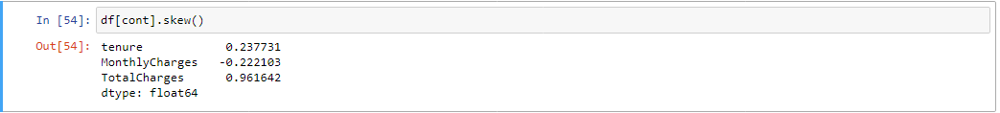 In [54]: df[cont].skew()
Out[54]: tenure 0.237731
MonthlyCharges -0.222103
TotalCharges 0.961642
dtype: float64